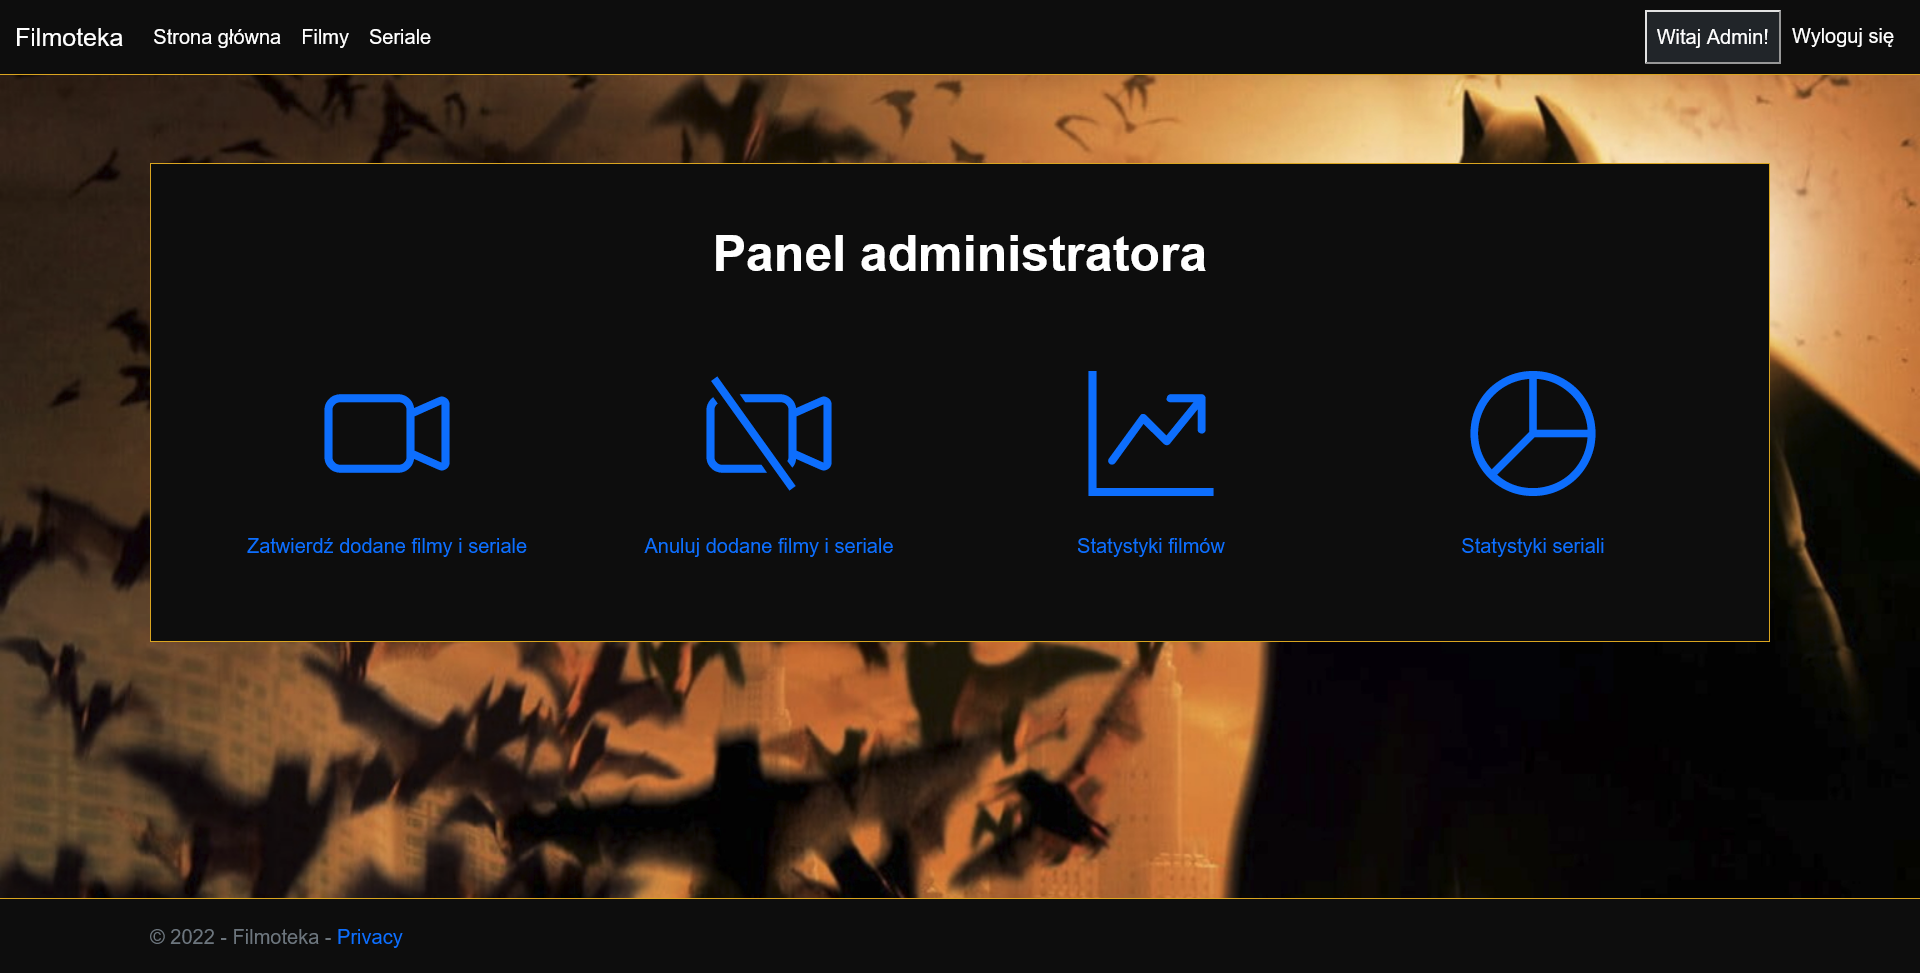 Filmoteka Strona główna Filmy Seriale Witaj Admin! Wyloguj się
Panel administratora
Zatwierdź dodane filmy i seriale Anuluj dodane filmy i seriale Statystyki filmów Statystyki seriali
© 2022 - Filmoteka - Privacy